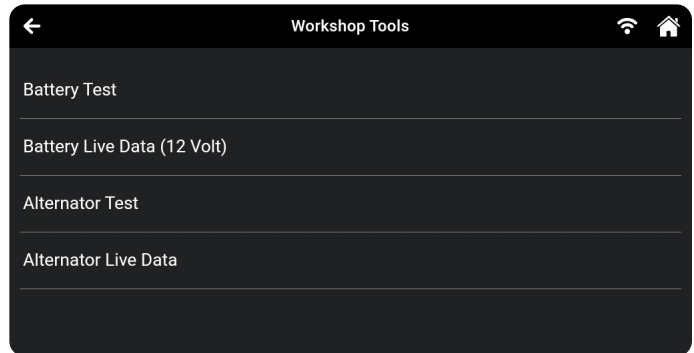 Workshop Tools
Battery Test
Battery Live Data (12 Volt)
Alternator Test
Alternator Live Data